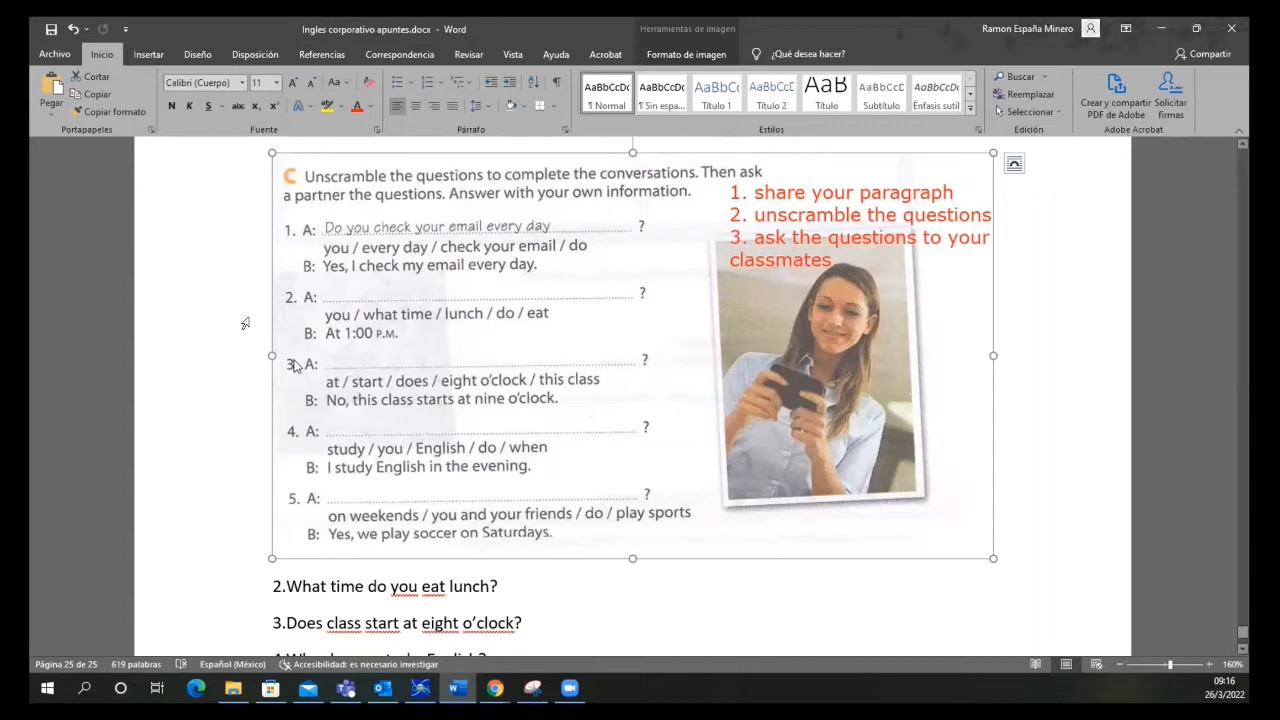 Ingles corporativo apuntes.docx - Word
Herramientas de imagen
Ramon España Minero
Archivo Inicio Insertar Diseño Disposición Referencias Correspondencia Revisar Vista Ayuda Acrobat Formato de imagen ¿Qué desea hacer? Compartir
Pegar
Cortar
Copiar
Copiar formato
Portapapeles
Calibri (Cuerpo) 11
Fuente
Párrafo
AaBbCcDc ¶ Normal
AaBbCcDc ¶ Sin espa...
AaBbCc Título 1
AaBbCcD Título 2
AaB Título
AaBbCcD Subtítulo
AaBbCcDc Énfasis sutil
Estilos
Buscar
Reemplazar
Seleccionar
Edición
Crear y compartir PDF de Adobe
Solicitar firmas
Adobe Acrobat
C Unscramble the questions to complete the conversations. Then ask
a partner the questions. Answer with your own information.
1. share your paragraph
2. unscramble the questions
3. ask the questions to your
classmates
1. A: Do you check your email every day ?
you / every day / check your email / do
B: Yes, I check my email every day.
2. A: ?
you / what time / lunch / do / eat
B: At 1:00 P.M.
3. A: ?
at / start / does / eight o'clock / this class
B: No, this class starts at nine o'clock.
4. A: ?
study / you / English / do / when
B: I study English in the evening.
5. A: ?
on weekends / you and your friends / do / play sports
B: Yes, we play soccer on Saturdays.
2.What time do you eat lunch?
3.Does class start at eight o'clock?
Página 25 de 25 619 palabras Español (México) Accesibilidad: es necesario investigar 160%
09:16
26/3/2022